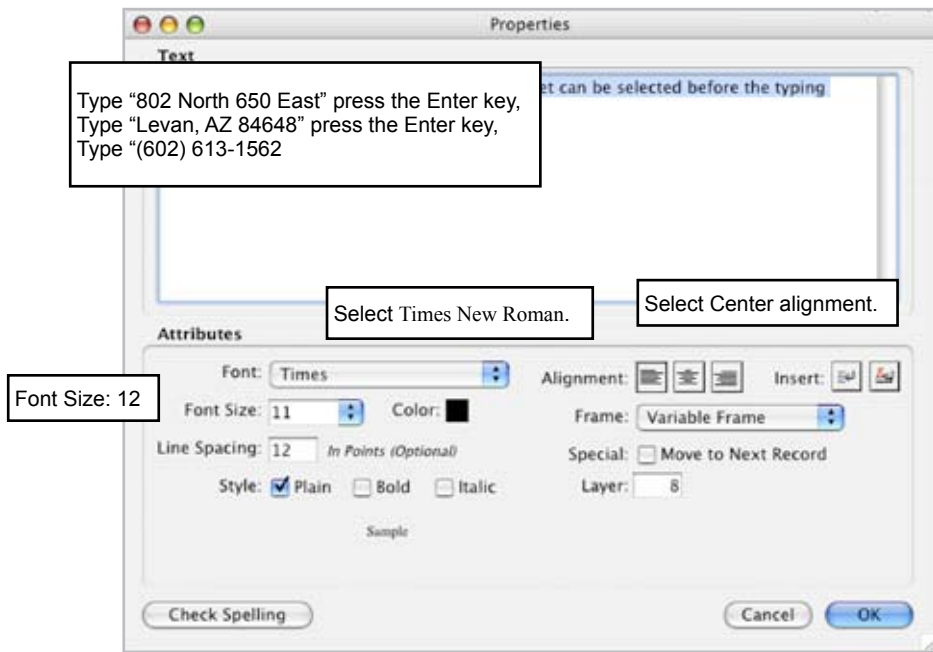 Properties
Text
Type “802 North 650 East” press the Enter key,
Type “Levan, AZ 84648” press the Enter key,
Type “(602) 613-1562
can be selected before the typing
Select Times New Roman.
Select Center alignment.
Attributes
Font: Times
Alignment: Insert:
Font Size: 12
Font Size: 11 Color:
Frame: Variable Frame
Line Spacing: 12 In Points (Optional)
Special: Move to Next Record
Style: Plain Bold Italic
Layer: 8
Sample
Check Spelling
Cancel OK